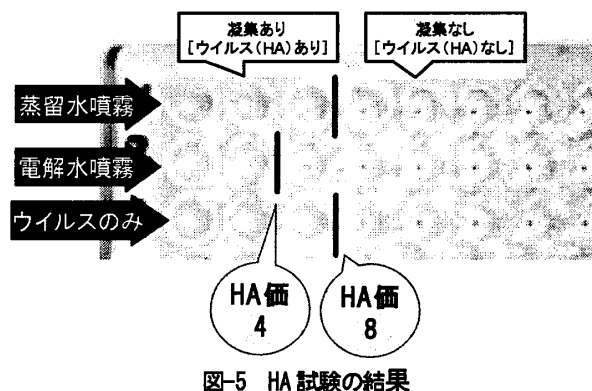 凝集あり
[ウイルス(HA)あり]
凝集なし
[ウイルス(HA)なし]
蒸留水噴霧
電解水噴霧
ウイルスのみ
HA価
4
HA価
8
図-5 HA試験の結果